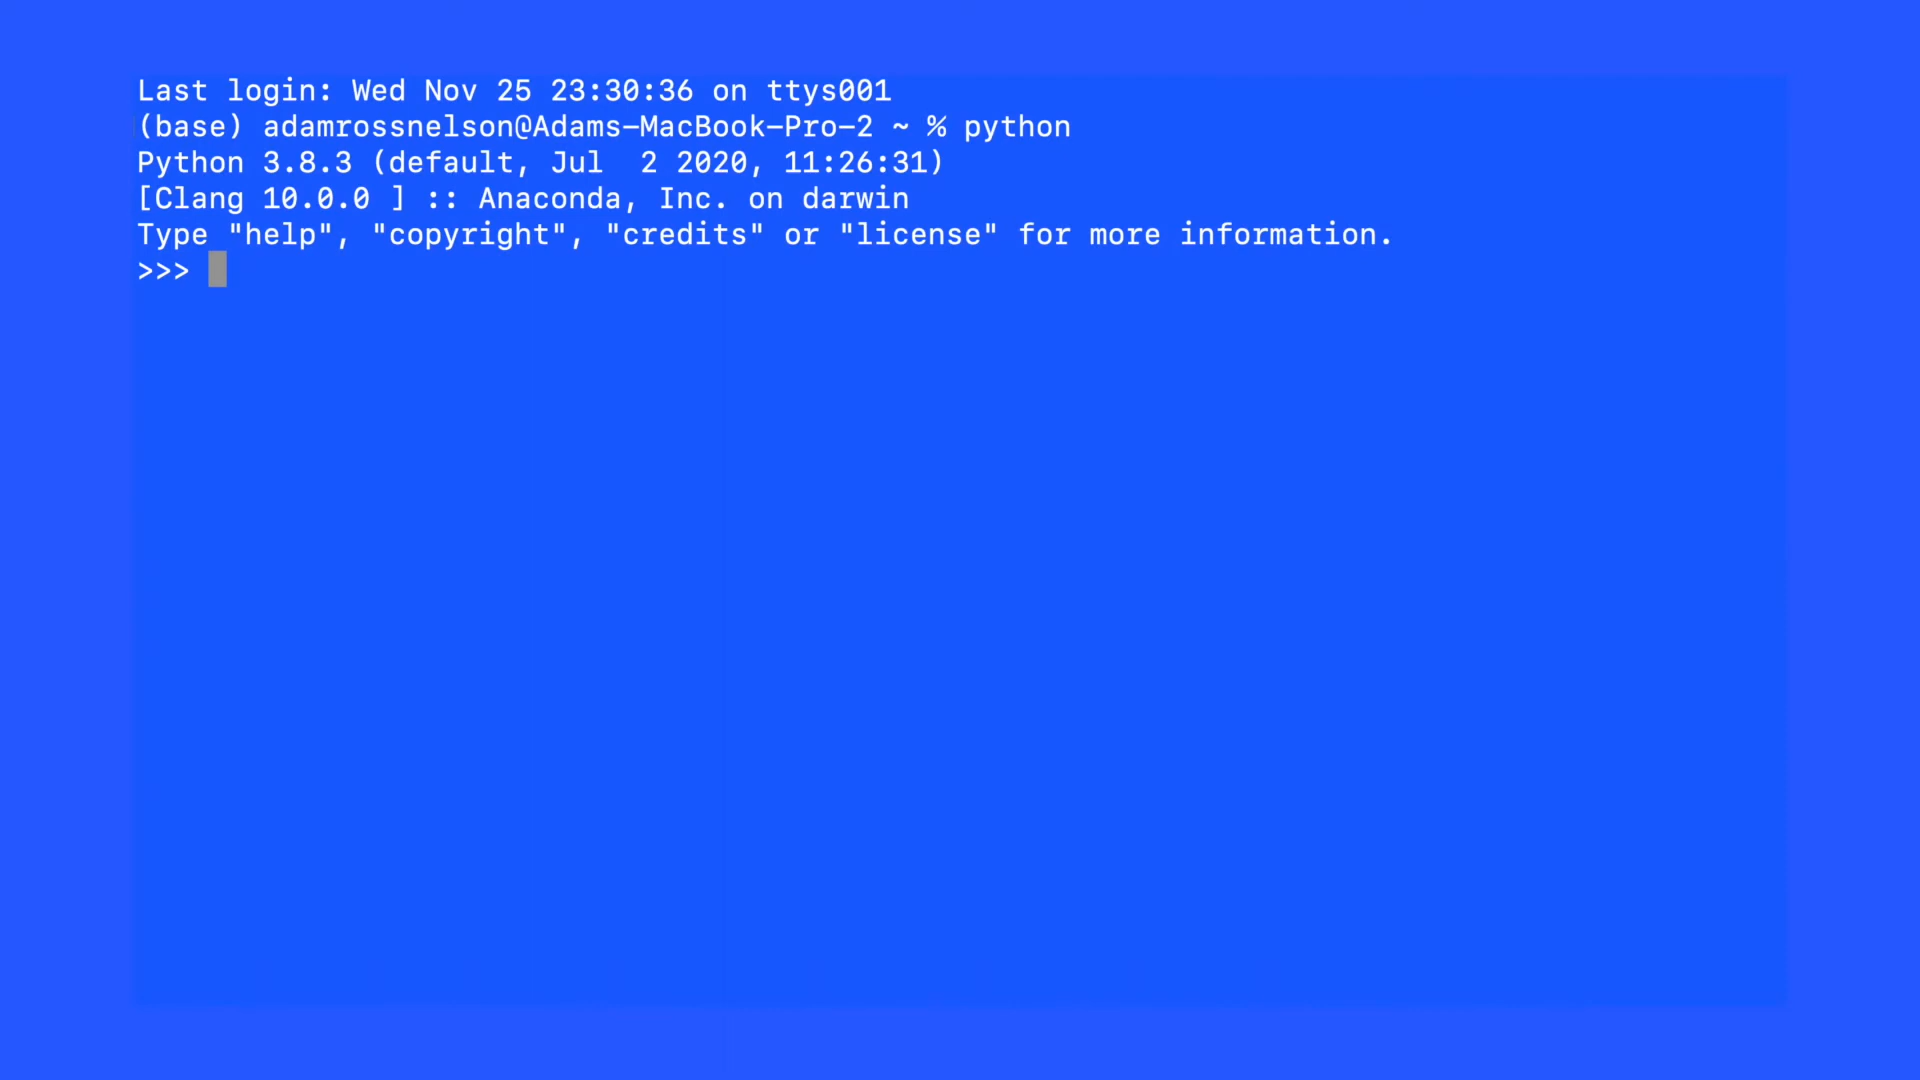 Last login: Wed Nov 25 23:30:36 on ttys001
(base) adamrossnelson@Adams-MacBook-Pro-2 ~ % python
Python 3.8.3 (default, Jul  2 2020, 11:26:31)
[Clang 10.0.0 ] :: Anaconda, Inc. on darwin
Type "help", "copyright", "credits" or "license" for more information.
>>>